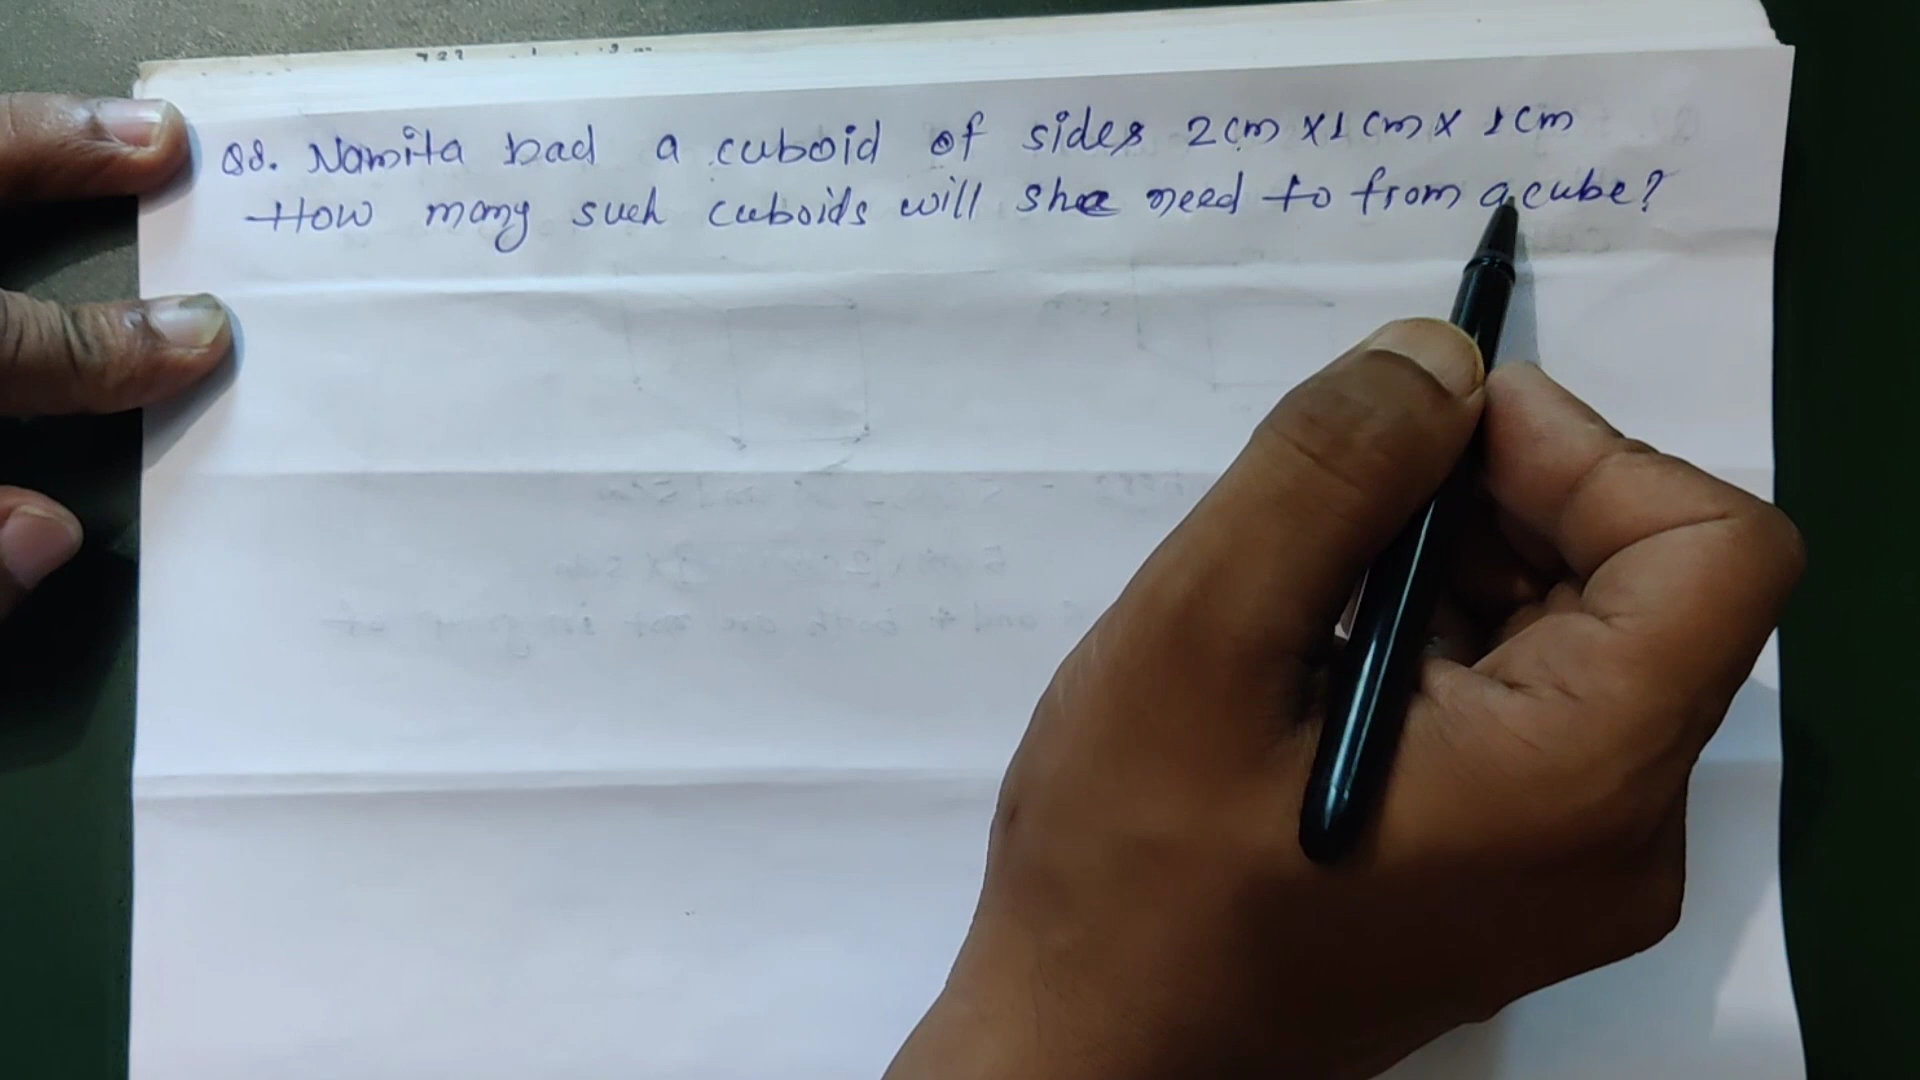 Q8. Namita had a cuboid of sides 2cm x 1 cm x 1 cm
How many such cuboids will she need to from a cube?